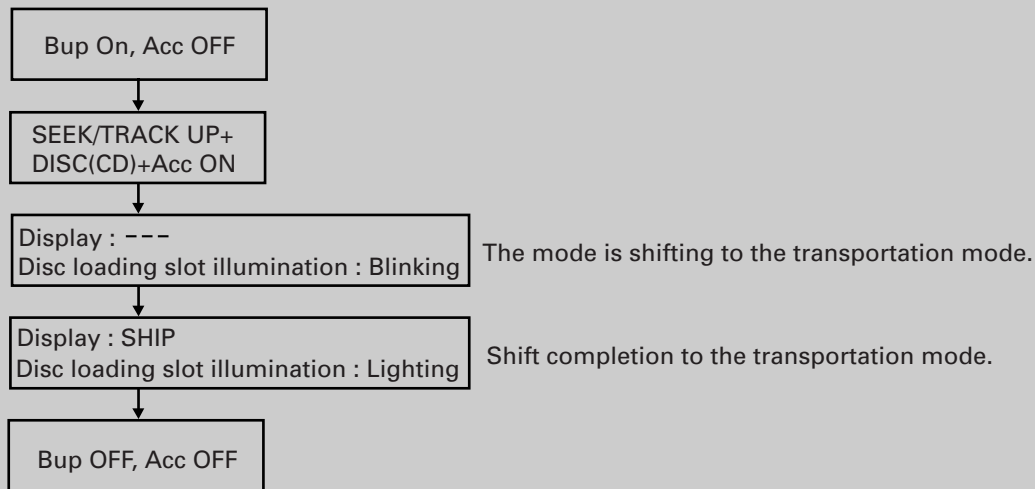 Bup On, Acc OFF
SEEK/TRACK UP+
DISC(CD)+Acc ON
Display : ---
Disc loading slot illumination : Blinking
The mode is shifting to the transportation mode.
Display : SHIP
Disc loading slot illumination : Lighting
Shift completion to the transportation mode.
Bup OFF, Acc OFF